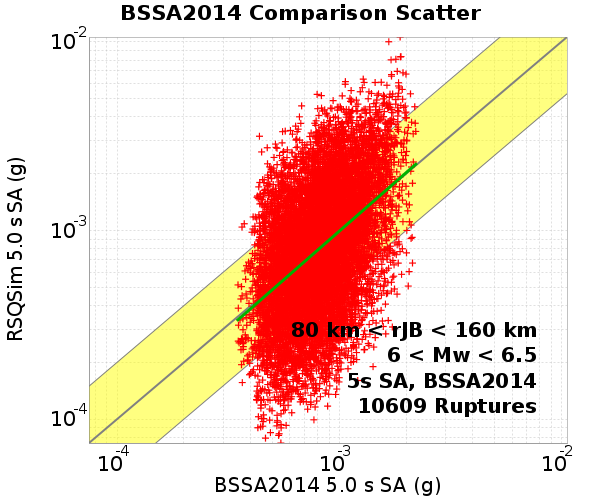 BSSA2014 Comparison Scatter
10-2
10-3
10-4
RSQSim 5.0 s SA (g)
80 km < rJB < 160 km
6 < Mw < 6.5
5s SA, BSSA2014
10609 Ruptures
10-4 10-3 10-2
BSSA2014 5.0 s SA (g)